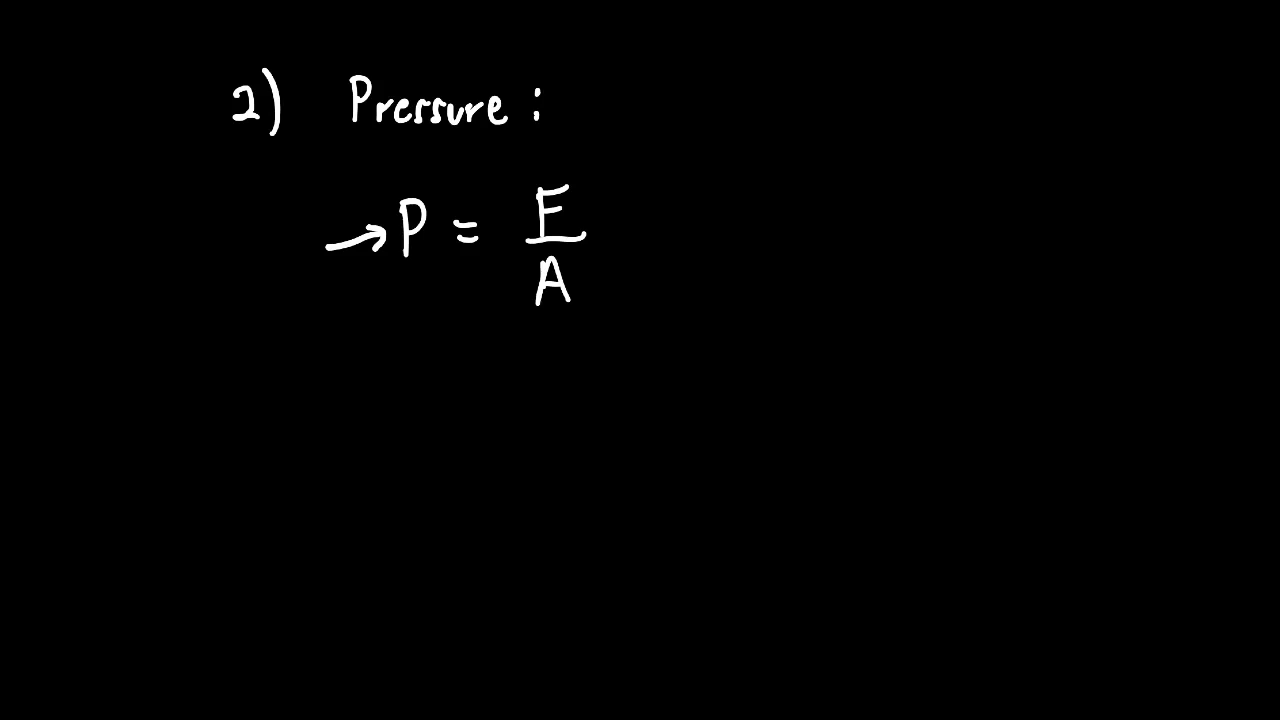 2) Pressure:
→ P = F/A